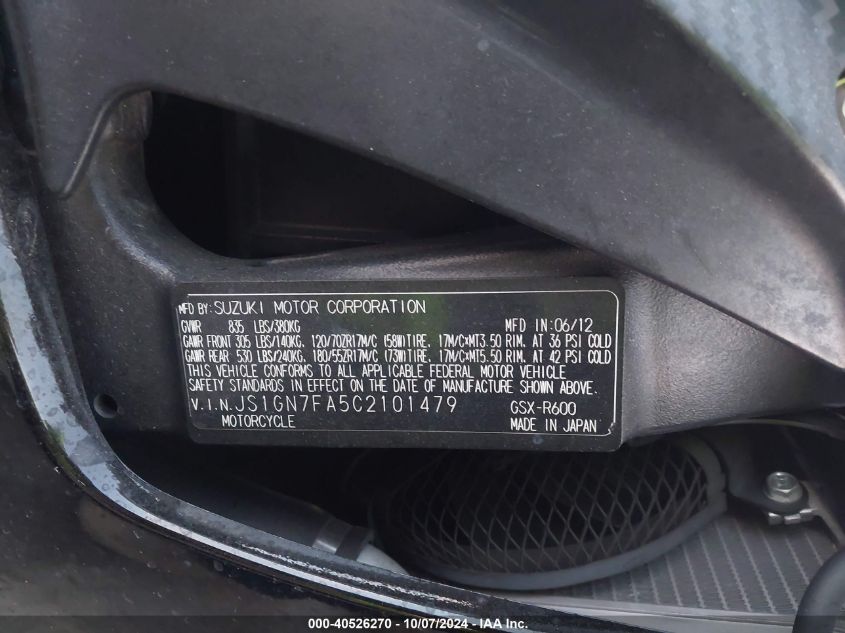 MFD BY: SUZUKI MOTOR CORPORATION
GVWR 835 LBS/380KG MFD IN: 06/12
GAWR FRONT 305 LBS/140KG. 120/70ZR17M/C (58W)TIRE. 17M/C×MT3.50 RIM. AT 36 PSI COLD
GAWR REAR 530 LBS/240KG. 180/55ZR17M/C (73W)TIRE. 17M/C×MT5.50 RIM. AT 42 PSI COLD
THIS VEHICLE CONFORMS TO ALL APPLICABLE FEDERAL MOTOR VEHICLE
SAFETY STANDARDS IN EFFECT ON THE DATE OF MANUFACTURE SHOWN ABOVE.
V.I.N. JS1GN7FA5C2101479 GSX-R600
MOTORCYCLE MADE IN JAPAN
000-40526270 - 10/07/2024 - IAA Inc.